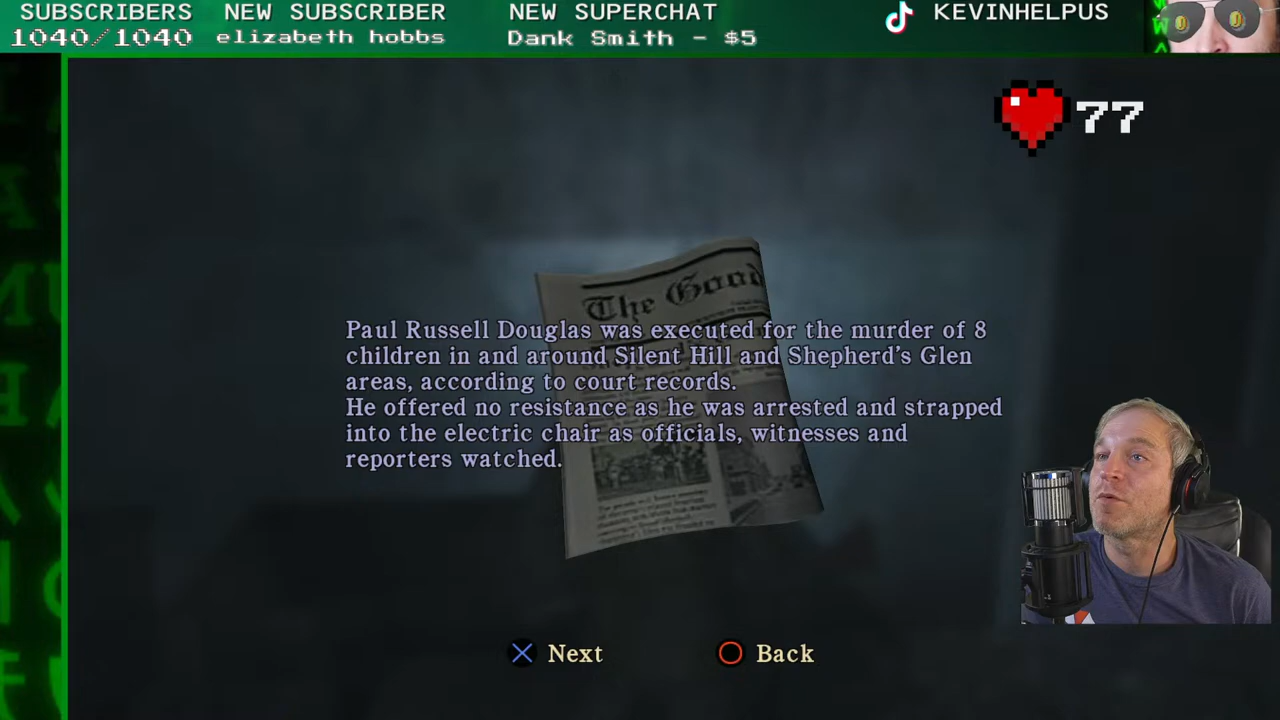 SUBSCRIBERS
1040/1040
NEW SUBSCRIBER
elizabeth hobbs
NEW SUPERCHAT
Dank Smith - $5
KEVINHELPUS
77
The Good
Paul Russell Douglas was executed for the murder of 8
children in and around Silent Hill and Shepherd's Glen
areas, according to court records.
He offered no resistance as he was arrested and strapped
into the electric chair as officials, witnesses and
reporters watched.
Next
Back